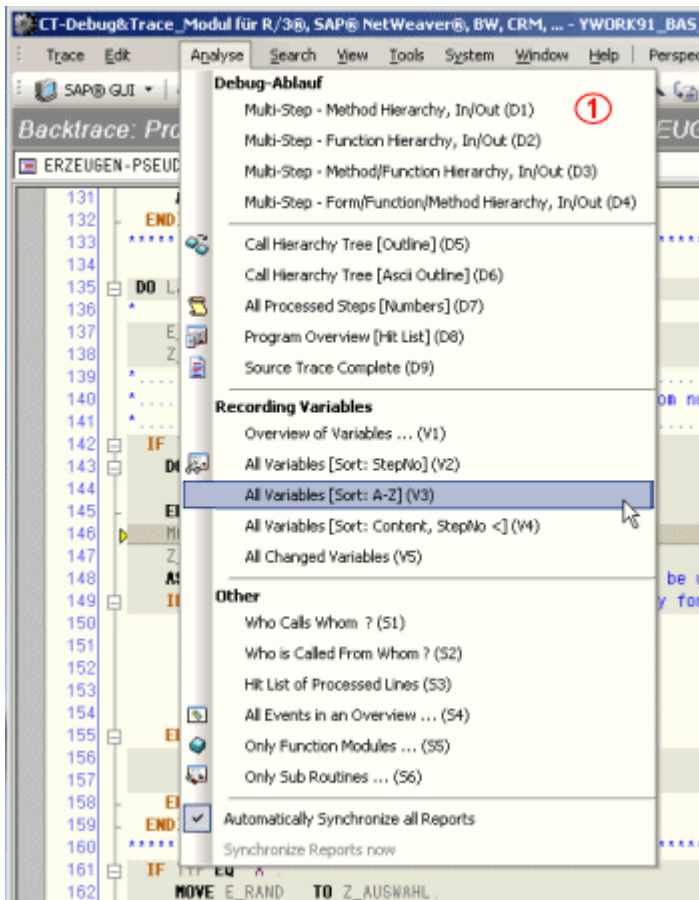 CT-Debug&Trace_Modul für R/3®, SAP® NetWeaver®, BW, CRM, ... - YWORK91_BAS
Trace Edit Analyse Search View Tools System Window Help Perspec
SAP® GUI
Backtrace: Pro EUG
ERZEUGEN-PSEUD
Debug-Ablauf
Multi-Step - Method Hierarchy, In/Out (D1)
1
Multi-Step - Function Hierarchy, In/Out (D2)
Multi-Step - Method/Function Hierarchy, In/Out (D3)
Multi-Step - Form/Function/Method Hierarchy, In/Out (D4)
Call Hierarchy Tree [Outline] (D5)
Call Hierarchy Tree [Ascii Outline] (D6)
All Processed Steps [Numbers] (D7)
Program Overview [Hit List] (D8)
Source Trace Complete (D9)
Recording Variables
Overview of Variables ... (V1)
All Variables [Sort: StepNo] (V2)
All Variables [Sort: A-Z] (V3)
All Variables [Sort: Content, StepNo <] (V4)
All Changed Variables (V5)
Other
Who Calls Whom ? (S1)
Who is Called From Whom ? (S2)
Hit List of Processed Lines (S3)
All Events in an Overview ... (S4)
Only Function Modules ... (S5)
Only Sub Routines ... (S6)
Automatically Synchronize all Reports
Synchronize Reports now
131
132 END
133 *****
134
135 DO L
136 *
137 E
138 Z
139 *....
140 *.... om n
141 *....
142 IF
143 D
144
145 E
146 M
147 Z
148 AS be u
149 I y fo
150
151
152
153
154
155 E
156
157
158 E
159 END
160 *****
161 IF TYP EQ 'X'.
162 MOVE E_RAND TO Z_AUSWAHL.